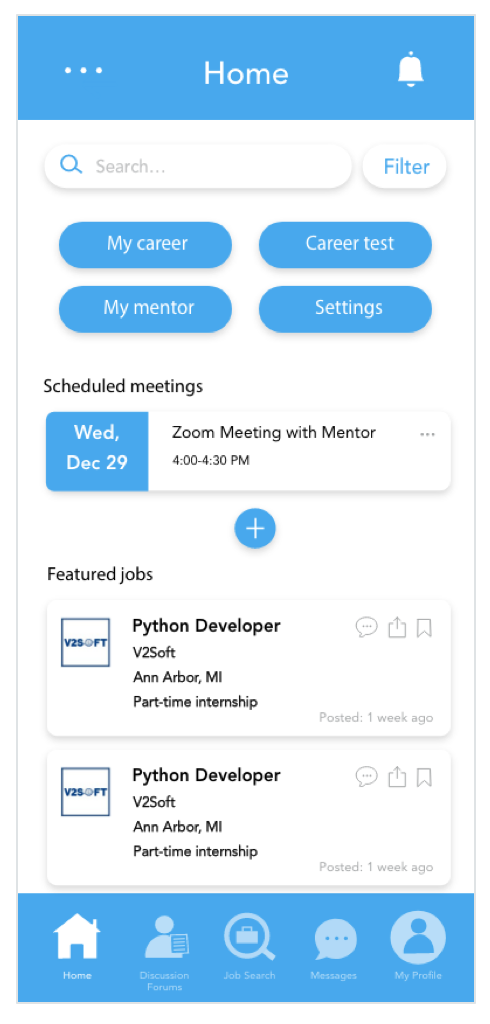 Home
Search...
Filter
My career
Career test
My mentor
Settings
Scheduled meetings
Wed,
Dec 29
Zoom Meeting with Mentor
4:00-4:30 PM
Featured jobs
V2SOFT
Python Developer
V2Soft
Ann Arbor, MI
Part-time internship
Posted: 1 week ago
V2SOFT
Python Developer
V2Soft
Ann Arbor, MI
Part-time internship
Posted: 1 week ago
Home
Discussion
Forums
Job Search
Messages
My Profile